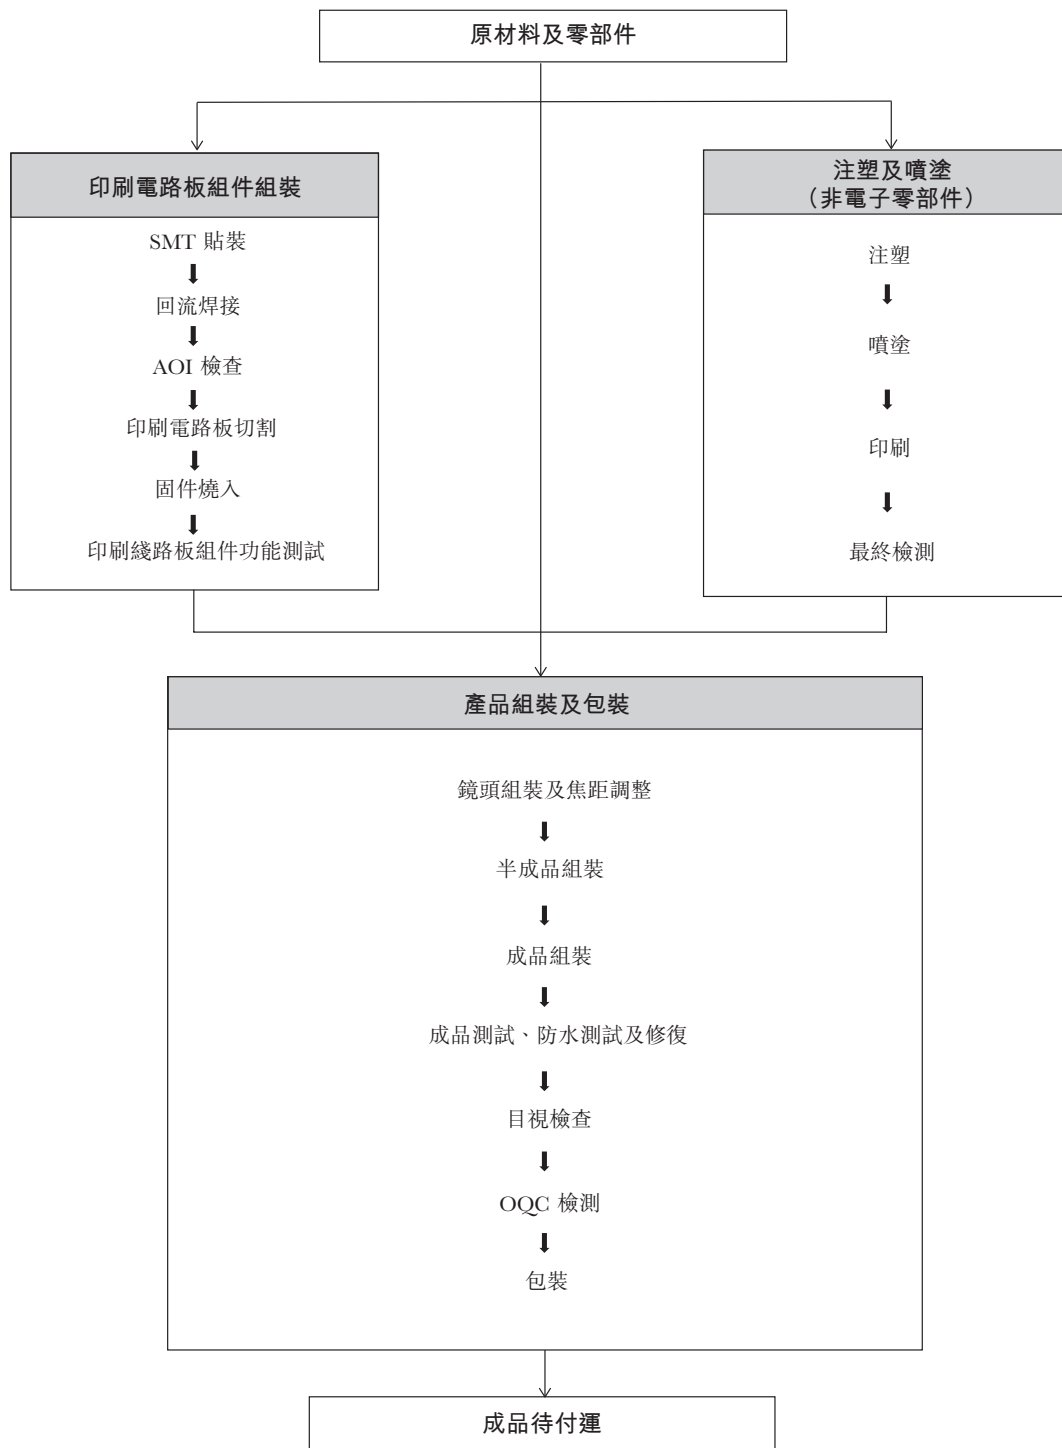 原材料及零部件
印刷電路板組件組裝
SMT 貼裝
回流焊接
AOI 檢查
印刷電路板切割
固件燒入
印刷綫路板組件功能測試
注塑及噴塗
（非電子零部件）
注塑
噴塗
印刷
最終檢測
產品組裝及包裝
鏡頭組裝及焦距調整
半成品組裝
成品組裝
成品測試、防水測試及修復
目視檢查
OQC 檢測
包裝
成品待付運